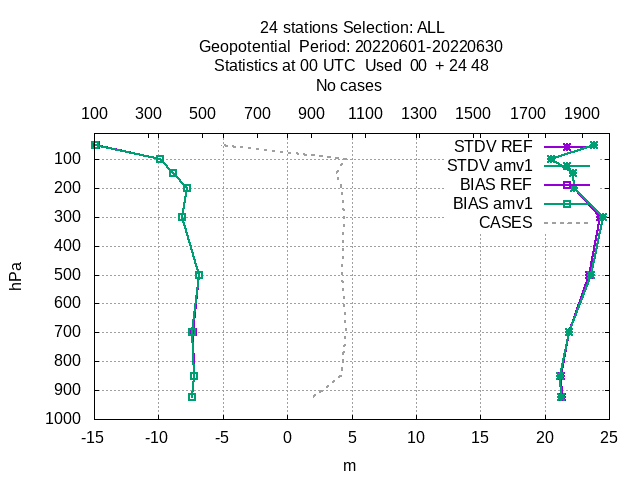 24 stations Selection: ALL
Geopotential  Period: 20220601-20220630
Statistics at 00 UTC  Used  00  + 24 48
No cases
100 300 500 700 900 1100 1300 1500 1700 1900
STDV REF
STDV amv1
BIAS REF
BIAS amv1
CASES
100
200
300
400
500
600
700
800
900
1000
hPa
-15 -10 -5 0 5 10 15 20 25
m